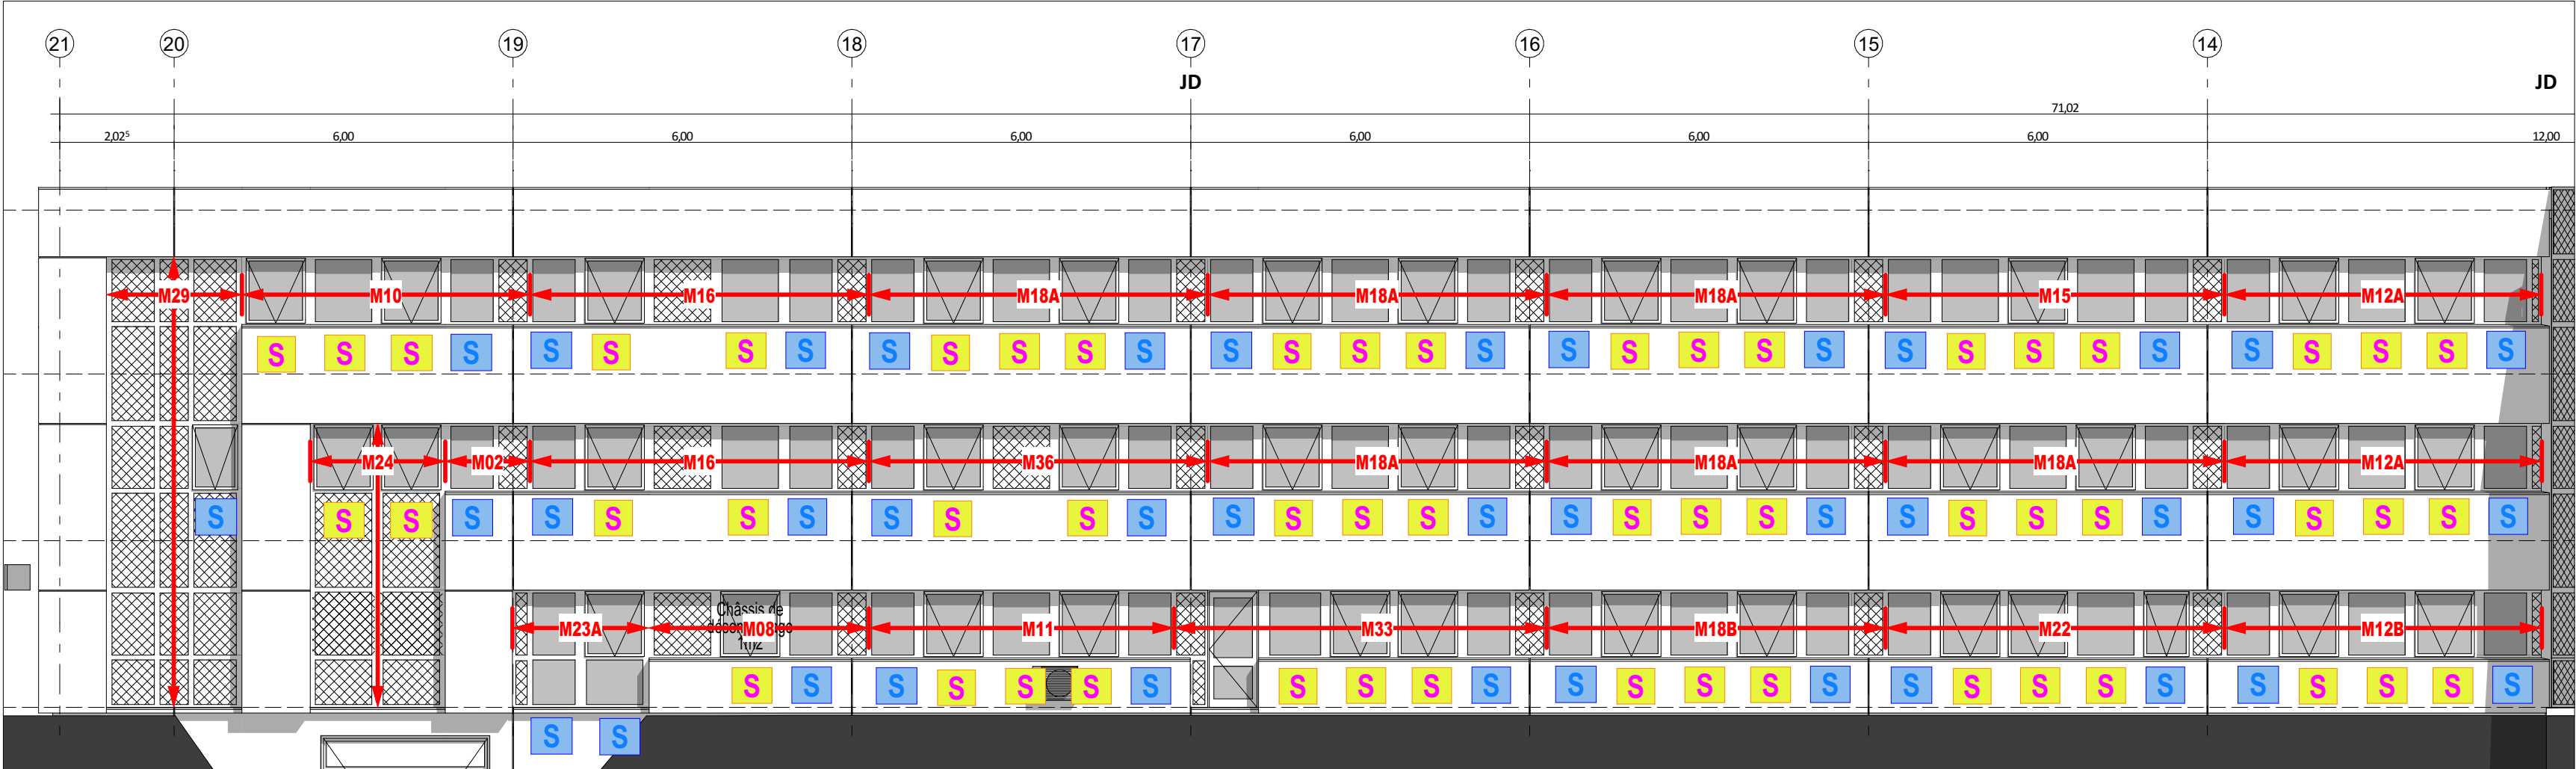 21 20 19 18 17 16 15 14
JD JD
71,02
2,02⁵ 6,00 6,00 6,00 6,00 6,00 6,00 12,00
M29 M10 M16 M18A M18A M18A M15 M12A
S S S S S S S S S S S S S S S S S S S S S S S S S S S S S S S S S
M24 M02 M16 M36 M18A M18A M18A M12A
S S S S S S S S S S S S S S S S S S S S S S S S S S S S S S S S
Châssis de
M23A M08 M11 M33 M18B M22 M12B
1m2
S S S S S S S S S S S S S S S S S S S S S S S S S S
S S